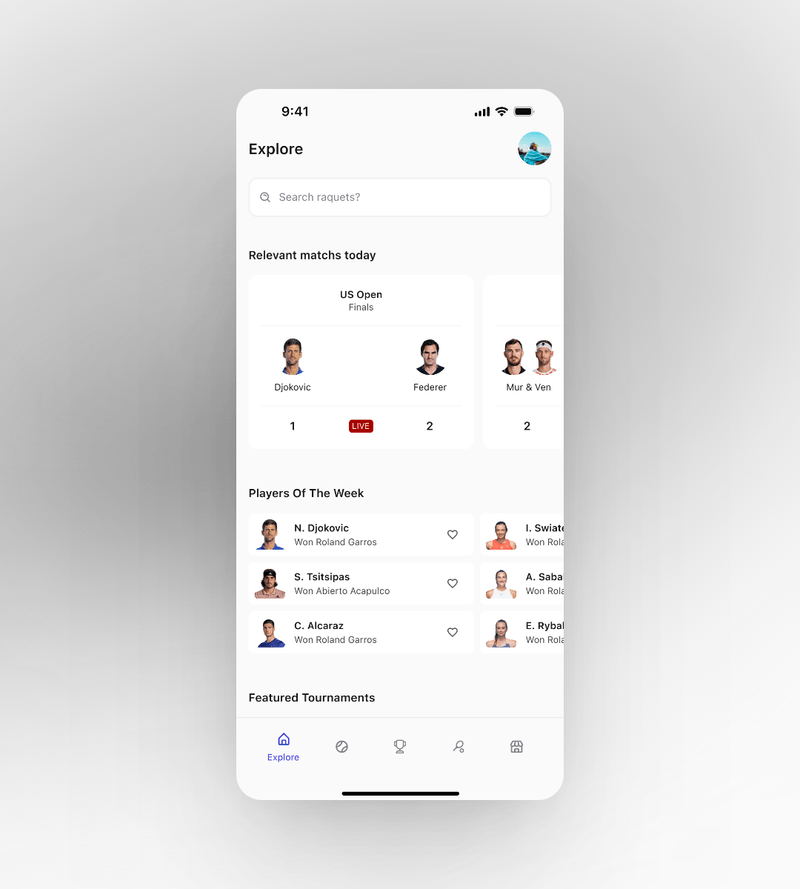 9:41
Explore
Search raquets?
Relevant matchs today
US Open
Finals
Djokovic
Federer
Mur & Ven
1
LIVE
2
2
Players Of The Week
N. Djokovic
Won Roland Garros
I. Swiate
Won Rola
S. Tsitsipas
Won Abierto Acapulco
A. Saba
Won Rola
C. Alcaraz
Won Roland Garros
E. Rybak
Won Rola
Featured Tournaments
Explore